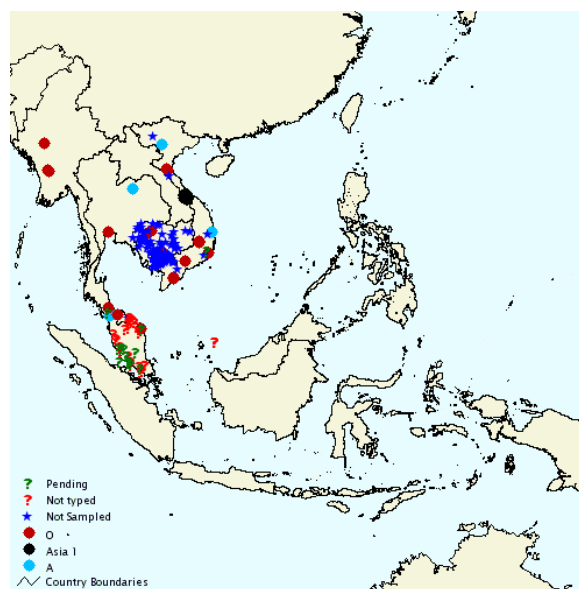 Pending
Not typed
Not Sampled
O
Asia 1
A
Country Boundaries